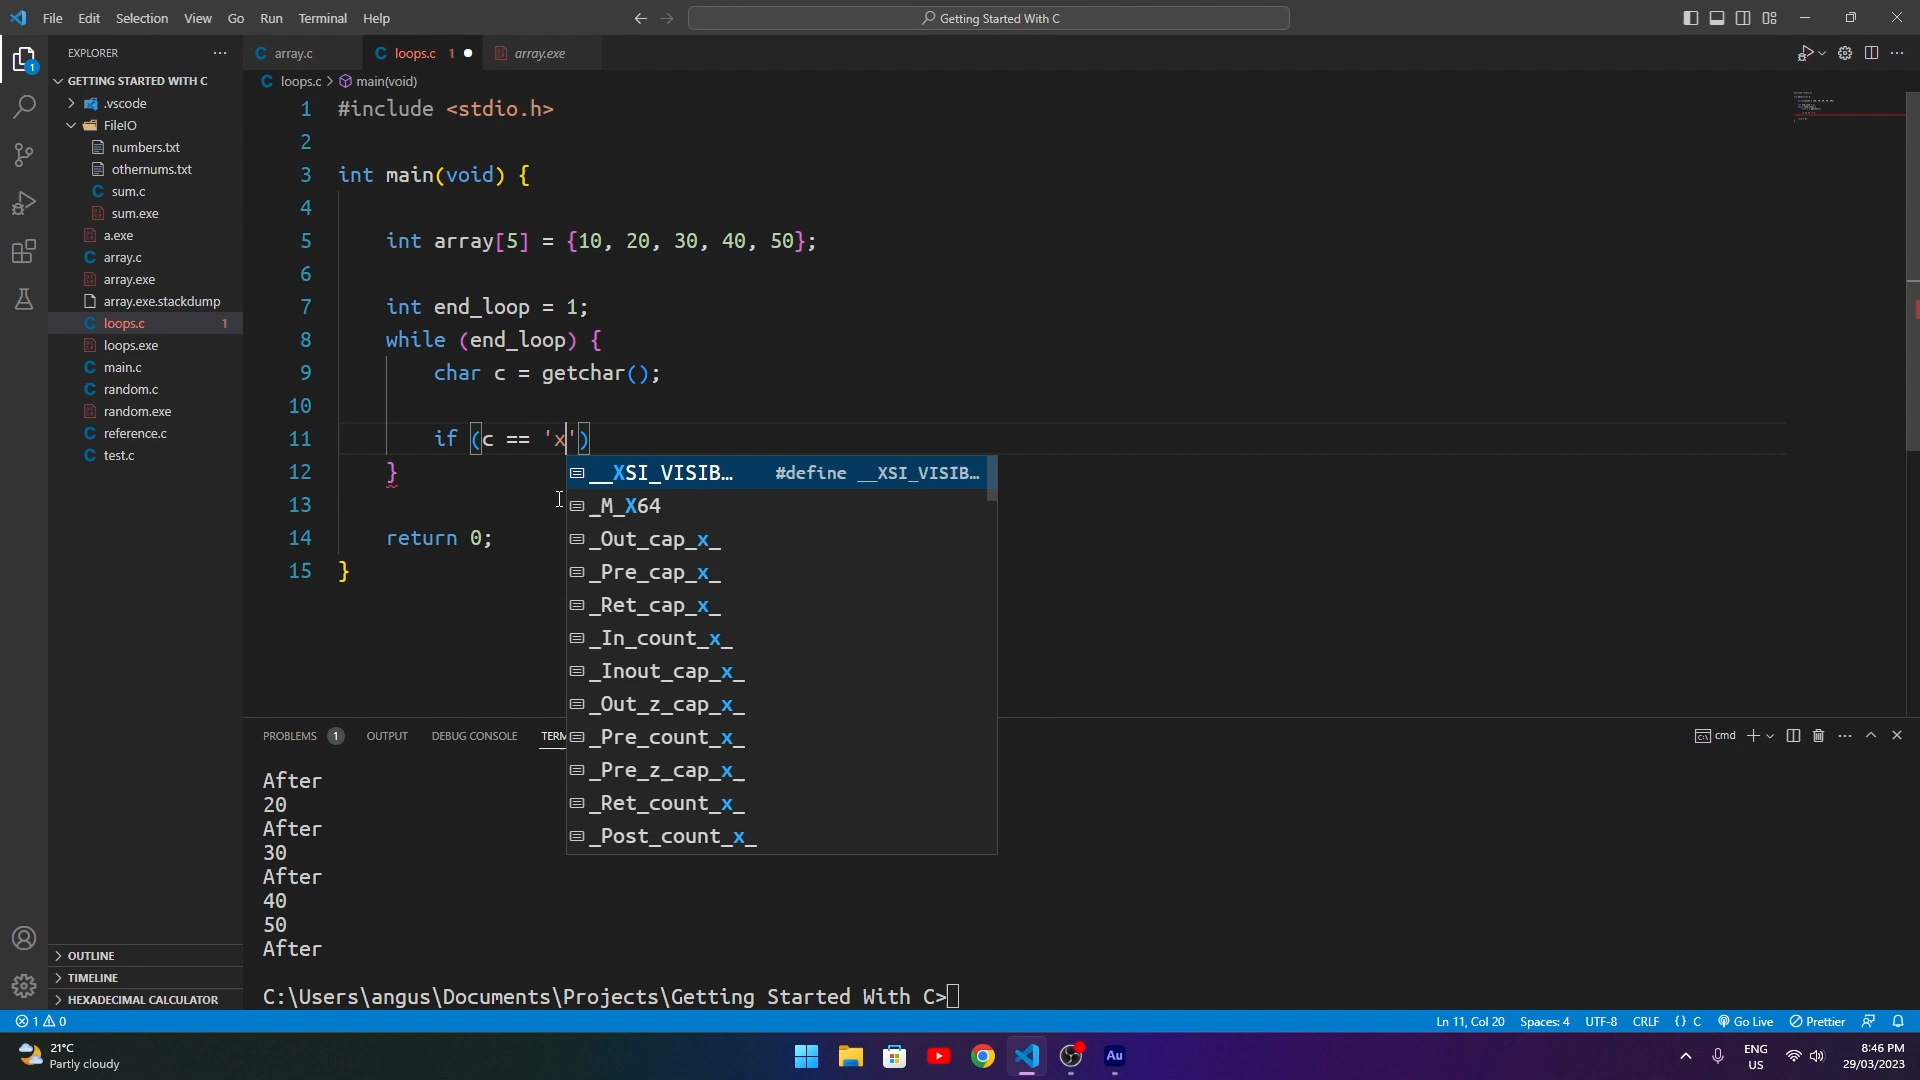 File Edit Selection View Go Run Terminal Help
Getting Started With C
EXPLORER
GETTING STARTED WITH C
.vscode
FileIO
numbers.txt
othernums.txt
sum.c
sum.exe
a.exe
array.c
array.exe
array.exe.stackdump
loops.c 1
loops.exe
main.c
random.c
random.exe
reference.c
test.c
OUTLINE
TIMELINE
HEXADECIMAL CALCULATOR
array.c loops.c 1 array.exe
loops.c > main(void)
1 #include <stdio.h>
2
3 int main(void) {
4
5 int array[5] = {10, 20, 30, 40, 50};
6
7 int end_loop = 1;
8 while (end_loop) {
9 char c = getchar();
10
11 if (c == 'x')
12 }
13
14 return 0;
15 }
__XSI_VISIB… #define __XSI_VISIB…
_M_X64
_Out_cap_x_
_Pre_cap_x_
_Ret_cap_x_
_In_count_x_
_Inout_cap_x_
_Out_z_cap_x_
_Pre_count_x_
_Pre_z_cap_x_
_Ret_count_x_
_Post_count_x_
PROBLEMS 1 OUTPUT DEBUG CONSOLE TERM
cmd
After
20
After
30
After
40
50
After
C:\Users\angus\Documents\Projects\Getting Started With C>
1 0
Ln 11, Col 20 Spaces: 4 UTF-8 CRLF {} C Go Live Prettier
21°C
Partly cloudy
Au
ENG
US
8:46 PM
29/03/2023